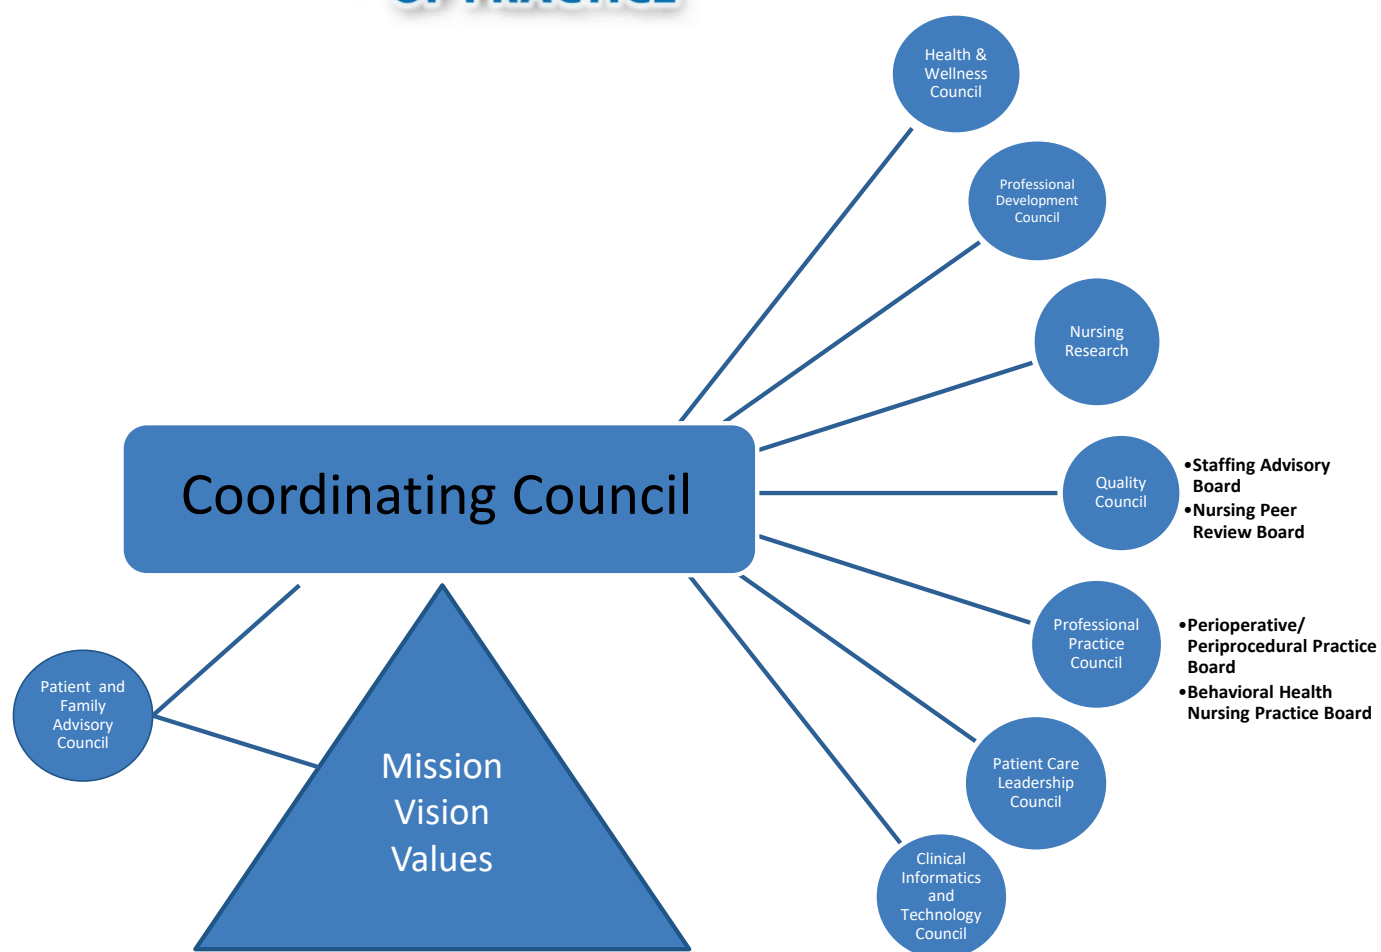 OF PRACTICE
Health &
Wellness
Council
Professional
Development
Council
Nursing
Research
Coordinating Council
Quality
Council
•Staffing Advisory
Board
•Nursing Peer
Review Board
Professional
Practice
Council
•Perioperative/
Periprocedural Practice
Board
•Behavioral Health
Nursing Practice Board
Patient and
Family
Advisory
Council
Mission
Vision
Values
Patient Care
Leadership
Council
Clinical
Informatics
and
Technology
Council